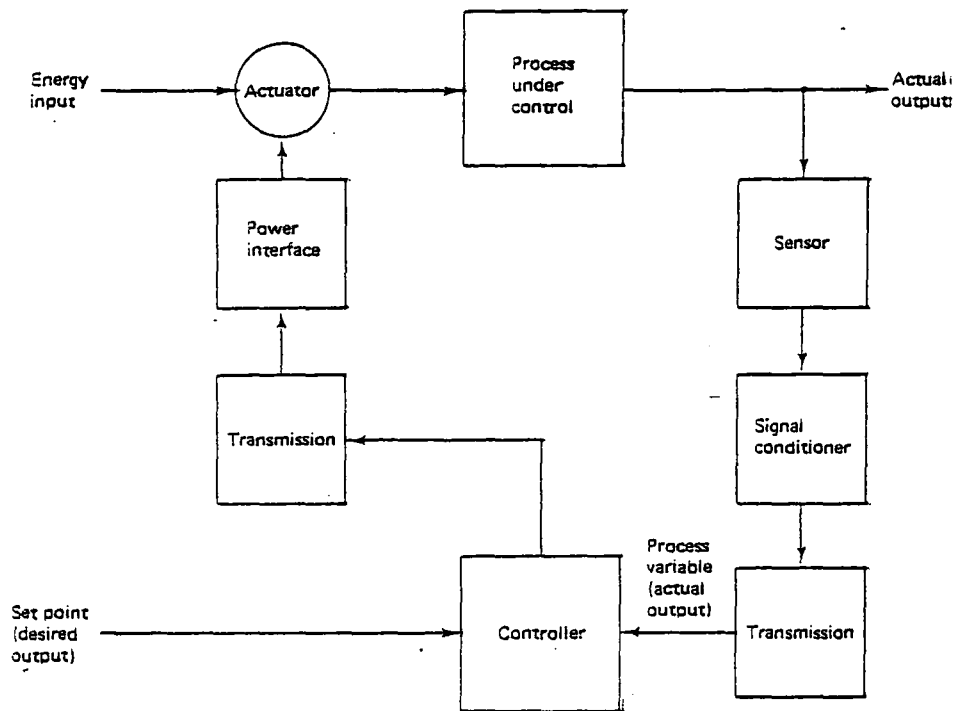 Energy
input
Actuator
Process
under
control
Actual
output
Power
interface
Sensor
Transmission
Signal
conditioner
Process
variable
(actual
output)
Set point
(desired
output)
Controller
Transmission